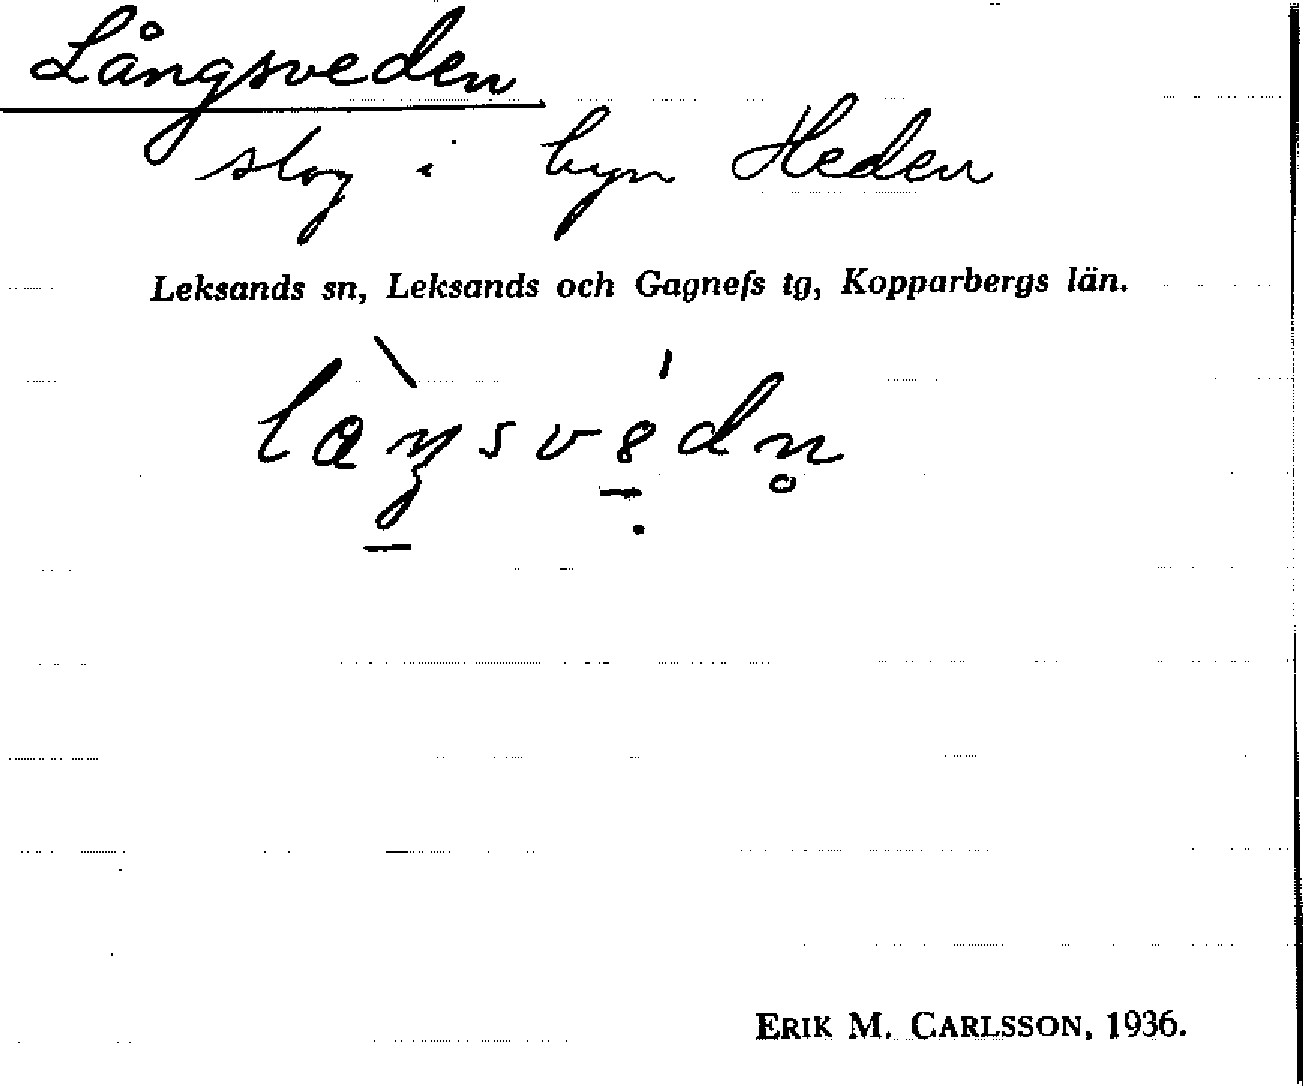 Långsveden
slog i byn Heden
Leksands sn, Leksands och Gagnefs tg, Kopparbergs län.
ERIK M. CARLSSON, 1936.